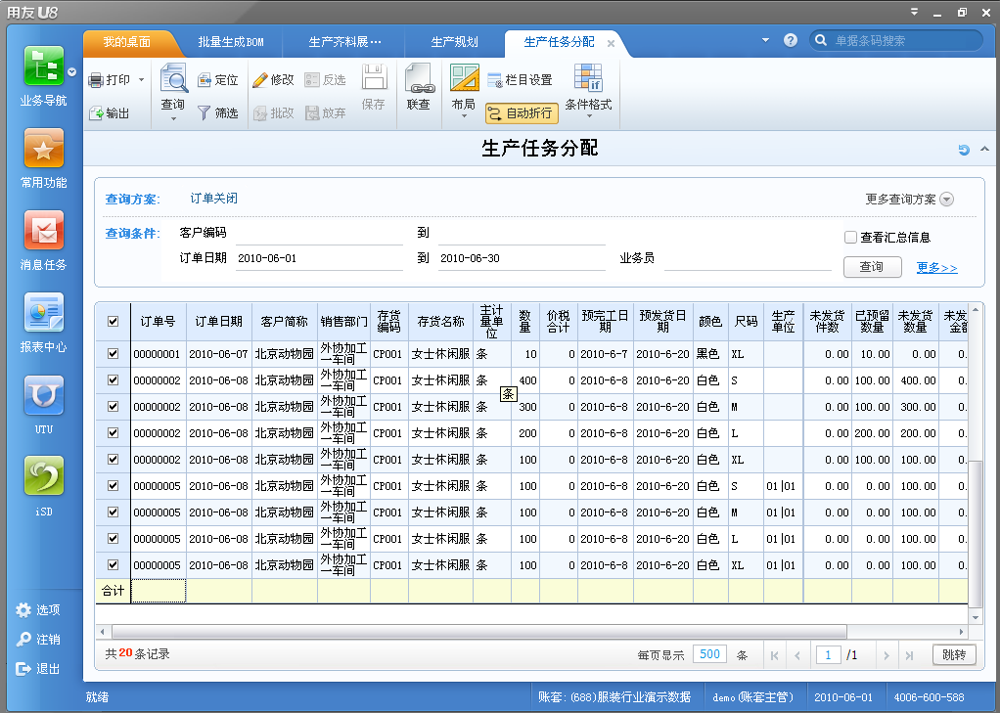 用友 U8
我的桌面 批量生成BOM 生产齐料展… 生产规划 生产任务分配 单据条码搜索
业务导航
常用功能
消息任务
报表中心
UTU
iSD
选项
注销
退出
打印 查询 定位 修改 反选 保存 联查 布局 栏目设置 条件格式
输出 筛选 批改 放弃 自动折行
生产任务分配
查询方案: 订单关闭 更多查询方案
查询条件: 客户编码 到 查看汇总信息
订单日期 2010-06-01 到 2010-06-30 业务员 查询 更多>>
订单号 订单日期 客户简称 销售部门 存货编码 存货名称 主计量单位 数量 价税合计 预完工日期 预发货日期 颜色 尺码 生产单位 未发货件数 已预留数量 未发货数量 未发金额
00000001 2010-06-07 北京动物园 外协加工一车间 CP001 女士休闲服 条 10 0 2010-6-7 2010-6-20 黑色 XL 0.00 10.00 0.00 0.
00000002 2010-06-08 北京动物园 外协加工一车间 CP001 女士休闲服 条 400 0 2010-6-8 2010-6-20 白色 S 0.00 100.00 400.00 0.
条
00000002 2010-06-08 北京动物园 外协加工一车间 CP001 女士休闲服 条 300 0 2010-6-8 2010-6-20 白色 M 0.00 100.00 300.00 0.
00000002 2010-06-08 北京动物园 外协加工一车间 CP001 女士休闲服 条 200 0 2010-6-8 2010-6-20 白色 L 0.00 200.00 200.00 0.
00000002 2010-06-08 北京动物园 外协加工一车间 CP001 女士休闲服 条 100 0 2010-6-8 2010-6-20 白色 XL 0.00 100.00 100.00 0.
00000005 2010-06-08 北京动物园 外协加工一车间 CP001 女士休闲服 条 100 0 2010-6-8 2010-6-20 白色 S 01|01 0.00 0.00 100.00 0.
00000005 2010-06-08 北京动物园 外协加工一车间 CP001 女士休闲服 条 100 0 2010-6-8 2010-6-20 白色 M 01|01 0.00 0.00 100.00 0.
00000005 2010-06-08 北京动物园 外协加工一车间 CP001 女士休闲服 条 100 0 2010-6-8 2010-6-20 白色 L 01|01 0.00 0.00 100.00 0.
00000005 2010-06-08 北京动物园 外协加工一车间 CP001 女士休闲服 条 100 0 2010-6-8 2010-6-20 白色 XL 01|01 0.00 0.00 100.00 0.
合计
共20条记录 每页显示 500 条 1 /1 跳转
就绪 账套: (688)服装行业演示数据 demo (账套主管) 2010-06-01 4006-600-588